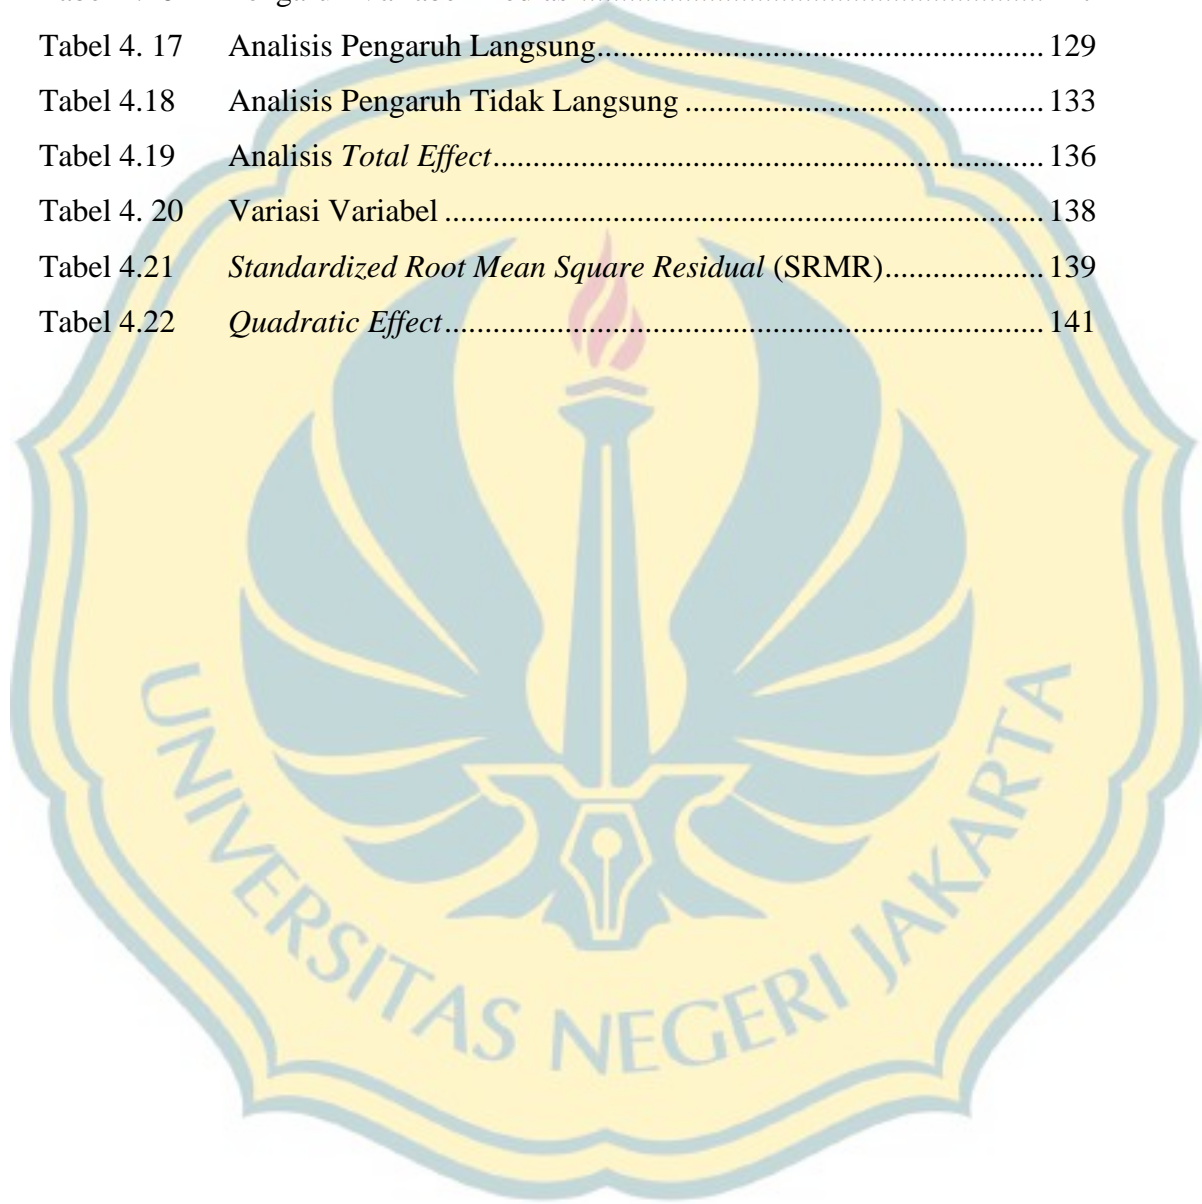 Tabel 4. 17 Analisis Pengaruh Langsung.......................................................... 129
Tabel 4.18 Analisis Pengaruh Tidak Langsung .............................................. 133
Tabel 4.19 Analisis Total Effect....................................................................... 136
Tabel 4. 20 Variasi Variabel ............................................................................. 138
Tabel 4.21 Standardized Root Mean Square Residual (SRMR).................... 139
Tabel 4.22 Quadratic Effect............................................................................. 141
UNIVERSITAS NEGERI JAKARTA